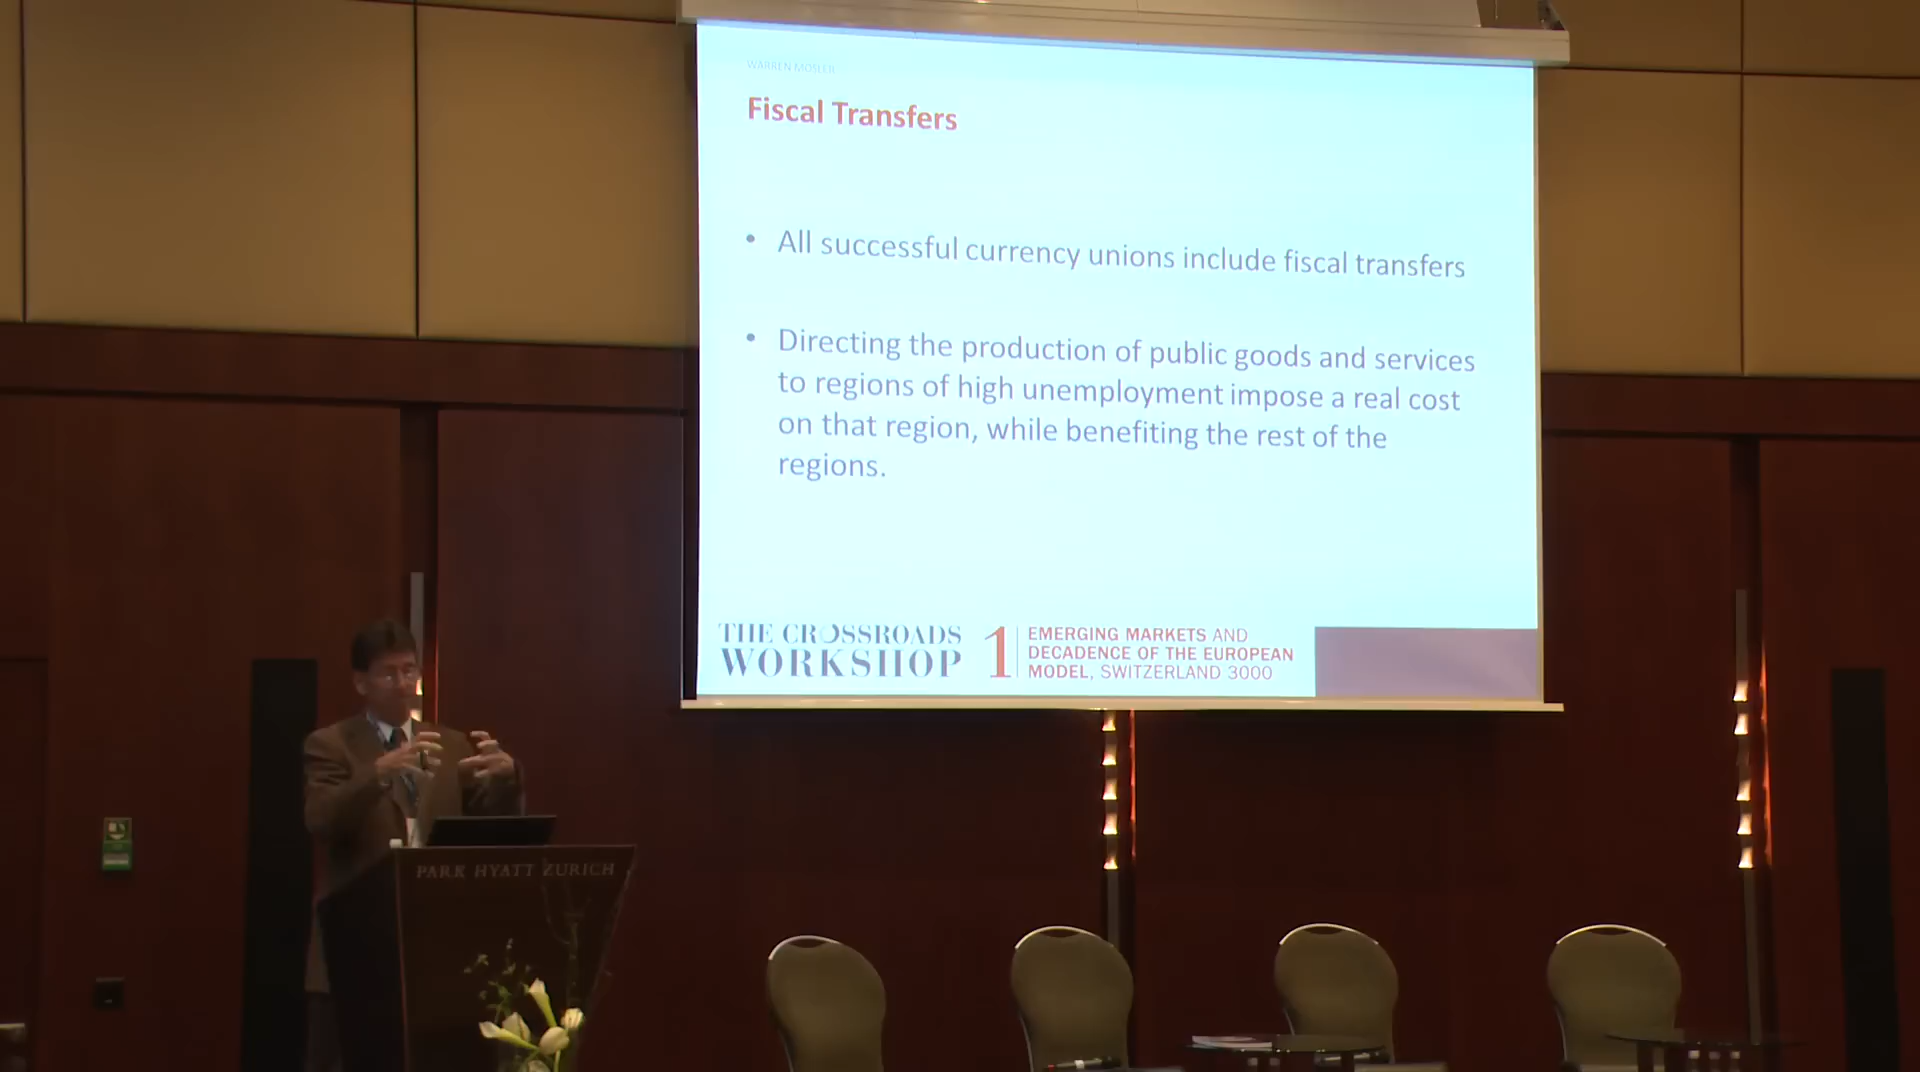 WARREN MOSLER
Fiscal Transfers
• All successful currency unions include fiscal transfers
• Directing the production of public goods and services
to regions of high unemployment impose a real cost
on that region, while benefiting the rest of the
regions.
THE CROSSROADS
WORKSHOP
1
EMERGING MARKETS AND
DECADENCE OF THE EUROPEAN
MODEL, SWITZERLAND 3000
PARK HYATT ZURICH